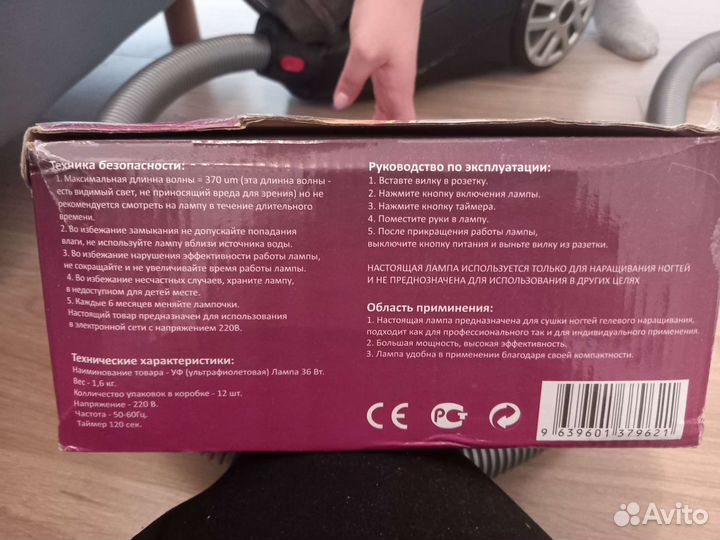 Техника безопасности:
1. Максимальная длинна волны = 370 um (эта длинна волны -
есть видимый свет, не приносящий вреда для зрения) но не
рекомендуется смотреть на лампу в течение длительного
времени.
2. Во избежание замыкания не допускайте попадания
влаги, не используйте лампу вблизи источника воды.
3. Во избежание нарушения эффективности работы лампы,
не сокращайте и не увеличивайте время работы лампы.
4. Во избежание несчастных случаев, храните лампу,
в недоступном для детей месте.
5. Каждые 6 месяцев меняйте лампочки.
Настоящий товар предназначен для использования
в электронной сети с напряжением 220В.
Технические характеристики:
Наиминование товара - УФ (ультрафиолетовая) Лампа 36 Вт.
Вес - 1,6 кг.
Количество упаковок в коробке - 12 шт.
Напряжение - 220 В.
Частота - 50-60Гц.
Таймер 120 сек.
Руководство по эксплуатации:
1. Вставте вилку в розетку.
2. Нажмите кнопку включения лампы.
3. Нажмите кнопку таймера.
4. Поместите руки в лампу.
5. После прикращения работы лампы,
выключите кнопку питания и выньте вилку из разетки.
НАСТОЯЩАЯ ЛАМПА ИСПОЛЬЗУЕТСЯ ТОЛЬКО ДЛЯ НАРАЩИВАНИЯ НОГТЕЙ
И НЕ ПРЕДНОЗНАЧЕНА ДЛЯ ИСПОЛЬЗОВАНИЯ В ДРУГИХ ЦЕЛЯХ
Область применения:
1. Настоящая лампа предназначена для сушки ногтей гелевого наращивания,
подходит как для профессионального так и для индивидуального применения.
2. Большая мощность, высокая эффективность.
3. Лампа удобна в применении благодаря своей компактности.
CE РСТ
9 639601 379621
Avito